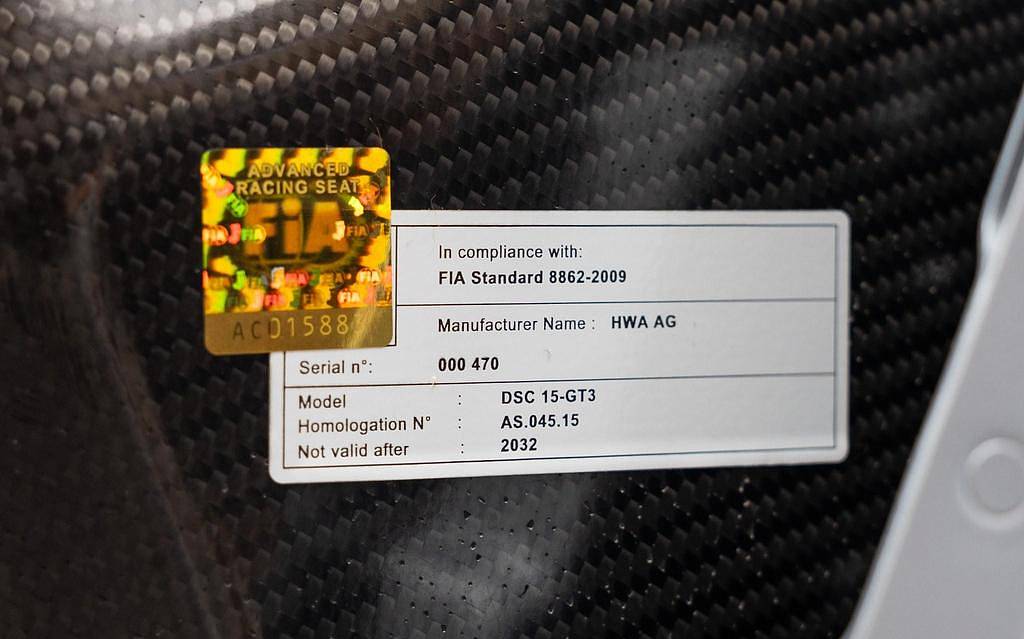 ADVANCED
RACING SEAT
FIA
In compliance with:
FIA Standard 8862-2009
Manufacturer Name : HWA AG
Serial n°: 000 470
Model : DSC 15-GT3
Homologation N° : AS.045.15
Not valid after : 2032